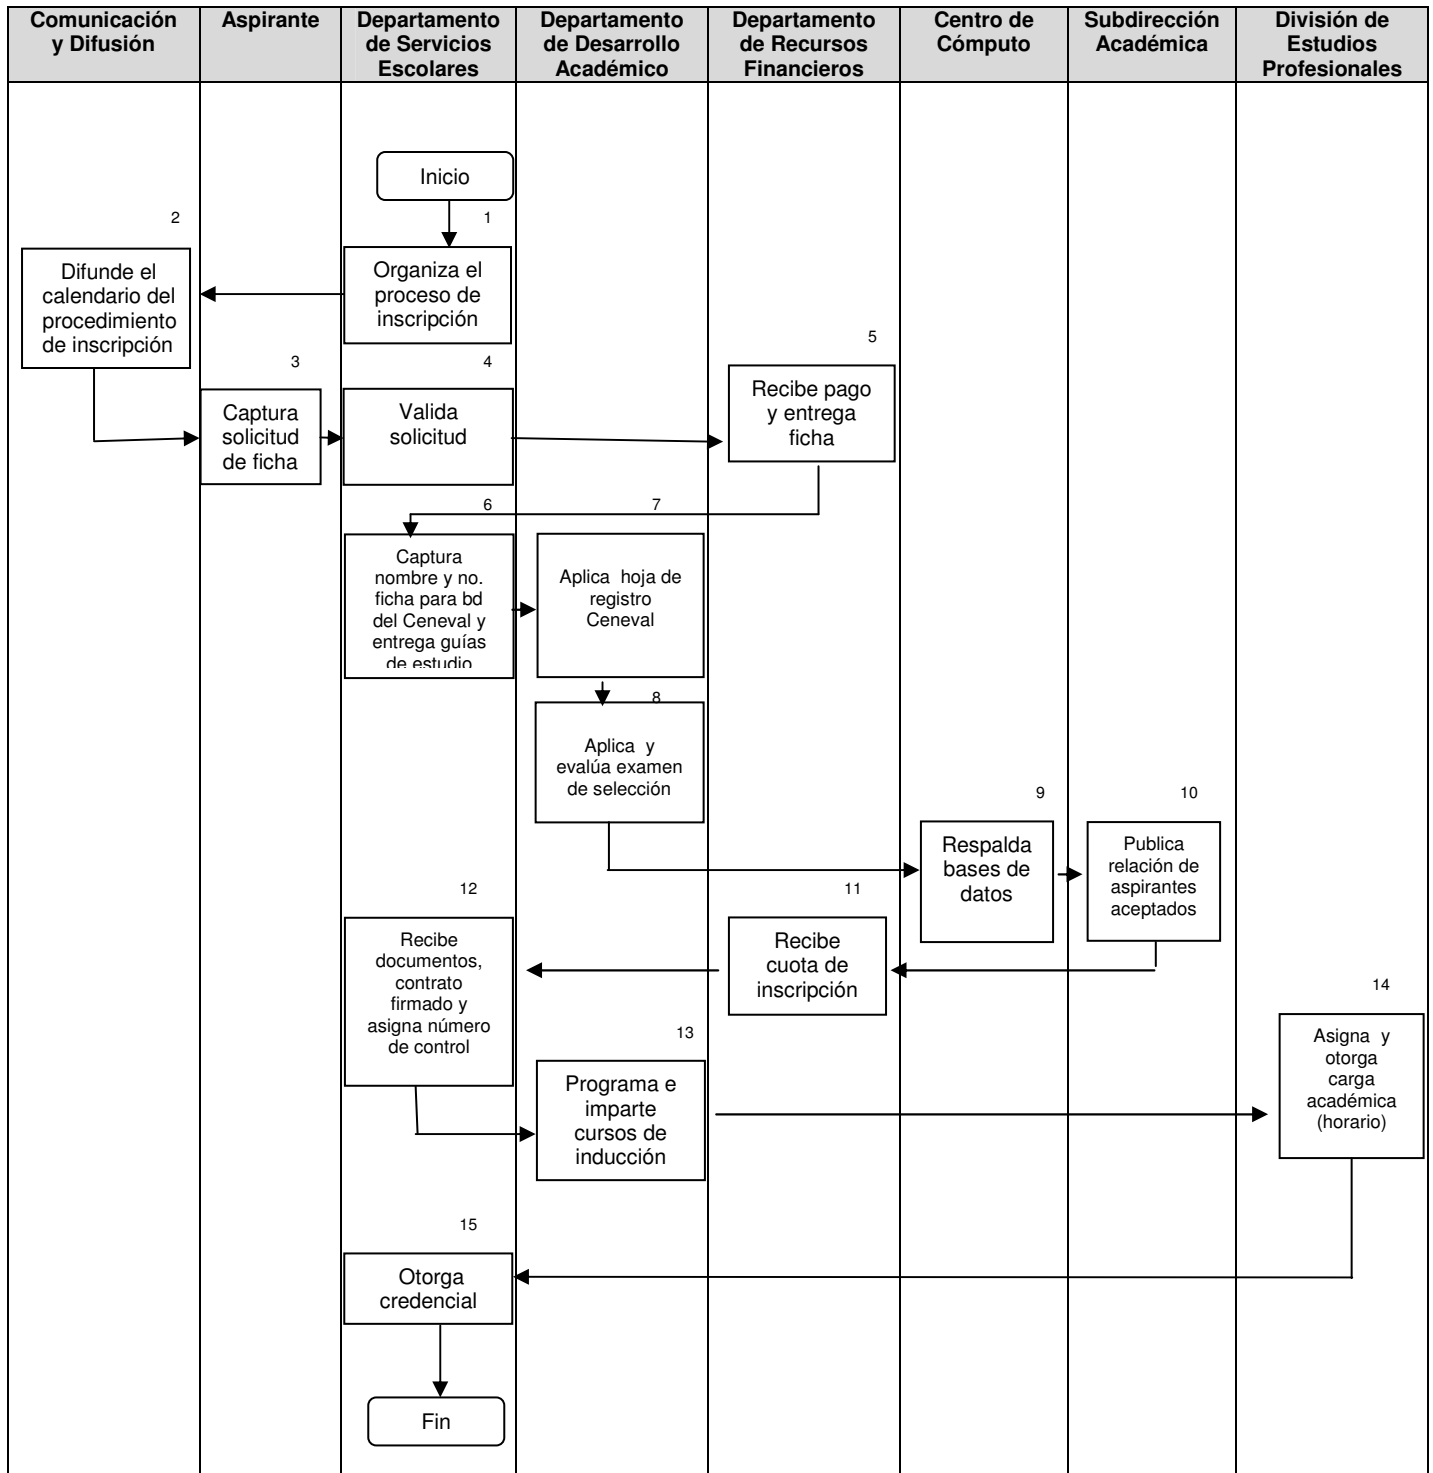 Comunicación
y Difusión
Aspirante
Departamento
de Servicios
Escolares
Departamento
de Desarrollo
Académico
Departamento
de Recursos
Financieros
Centro de
Cómputo
Subdirección
Académica
División de
Estudios
Profesionales
Inicio
1
Organiza el
proceso de
inscripción
2
Difunde el
calendario del
procedimiento
de inscripción
3
Captura
solicitud
de ficha
4
Valida
solicitud
5
Recibe pago
y entrega
ficha
6
Captura
nombre y no.
ficha para bd
del Ceneval y
entrega guías
de estudio
7
Aplica hoja de
registro
Ceneval
8
Aplica y
evalúa examen
de selección
9
Respalda
bases de
datos
10
Publica
relación de
aspirantes
aceptados
11
Recibe
cuota de
inscripción
12
Recibe
documentos,
contrato
firmado y
asigna número
de control
13
Programa e
imparte
cursos de
inducción
14
Asigna y
otorga
carga
académica
(horario)
15
Otorga
credencial
Fin